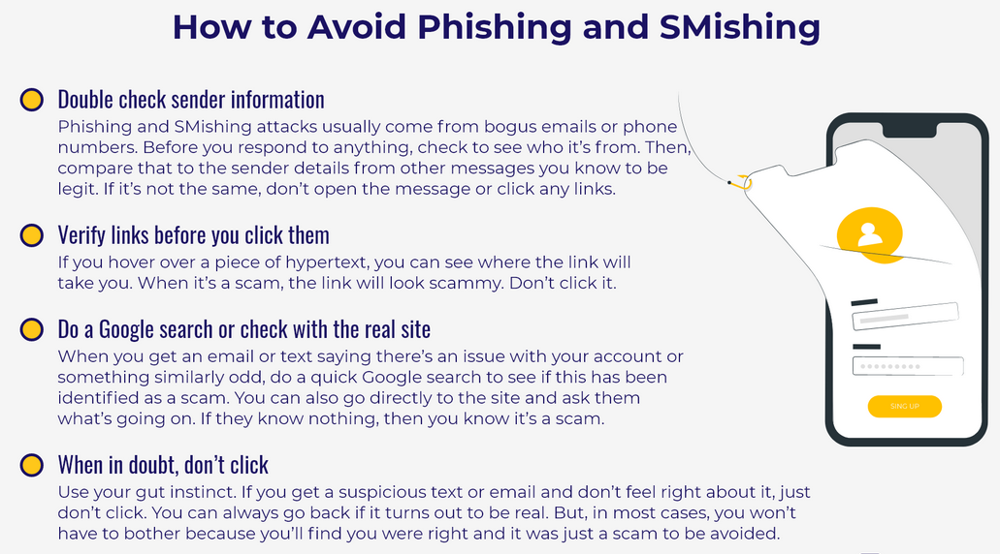 How to Avoid Phishing and SMishing
Double check sender information
Phishing and SMishing attacks usually come from bogus emails or phone
numbers. Before you respond to anything, check to see who it’s from. Then,
compare that to the sender details from other messages you know to be
legit. If it’s not the same, don’t open the message or click any links.
Verify links before you click them
If you hover over a piece of hypertext, you can see where the link will
take you. When it’s a scam, the link will look scammy. Don’t click it.
Do a Google search or check with the real site
When you get an email or text saying there’s an issue with your account or
something similarly odd, do a quick Google search to see if this has been
identified as a scam. You can also go directly to the site and ask them
what’s going on. If they know nothing, then you know it’s a scam.
SING UP
When in doubt, don’t click
Use your gut instinct. If you get a suspicious text or email and don’t feel right about it, just
don’t click. You can always go back if it turns out to be real. But, in most cases, you won’t
have to bother because you’ll find you were right and it was just a scam to be avoided.